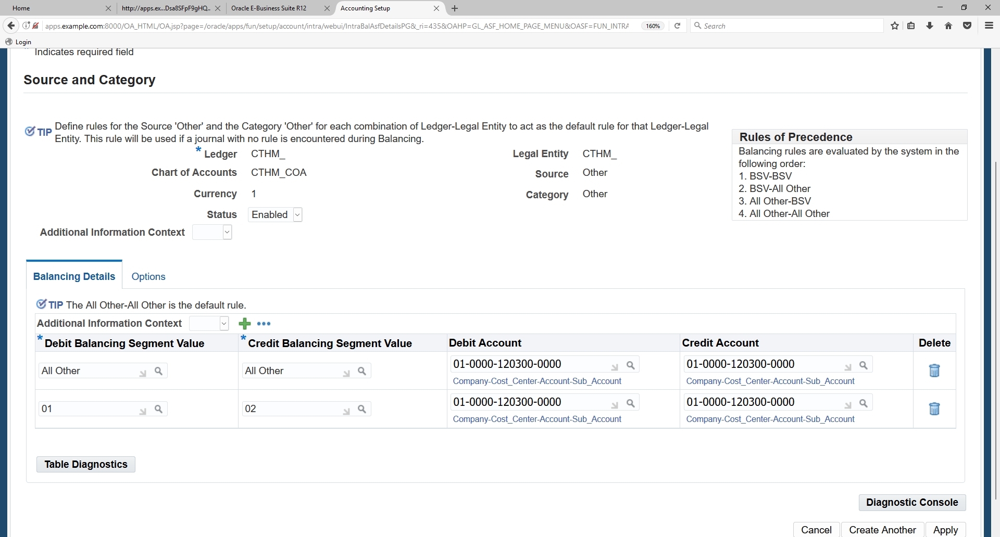 Home
http://apps.ex...Dsa8SFpF9gHQ..
Oracle E-Business Suite R12
Accounting Setup
apps.example.com:8000/OA_HTML/OA.jsp?page=/oracle/apps/fun/setup/account/intra/webui/IntraBalAsfDetailsPG&_ri=435&OAHP=GL_ASF_HOME_PAGE_MENU&OASF=FUN_INTRA
160%
Search
Login
* Indicates required field
Source and Category
TIP Define rules for the Source 'Other' and the Category 'Other' for each combination of Ledger-Legal Entity to act as the default rule for that Ledger-Legal
Entity. This rule will be used if a journal with no rule is encountered during Balancing.
* Ledger CTHM_
Legal Entity CTHM_
Chart of Accounts CTHM_COA
Source Other
Currency 1
Category Other
Status Enabled
Additional Information Context
Rules of Precedence
Balancing rules are evaluated by the system in the
following order:
1. BSV-BSV
2. BSV-All Other
3. All Other-BSV
4. All Other-All Other
Balancing Details
Options
TIP The All Other-All Other is the default rule.
Additional Information Context
* Debit Balancing Segment Value
* Credit Balancing Segment Value
Debit Account
Credit Account
Delete
All Other
All Other
01-0000-120300-0000
Company-Cost_Center-Account-Sub_Account
01-0000-120300-0000
Company-Cost_Center-Account-Sub_Account
01
02
01-0000-120300-0000
Company-Cost_Center-Account-Sub_Account
01-0000-120300-0000
Company-Cost_Center-Account-Sub_Account
Table Diagnostics
Diagnostic Console
Cancel
Create Another
Apply